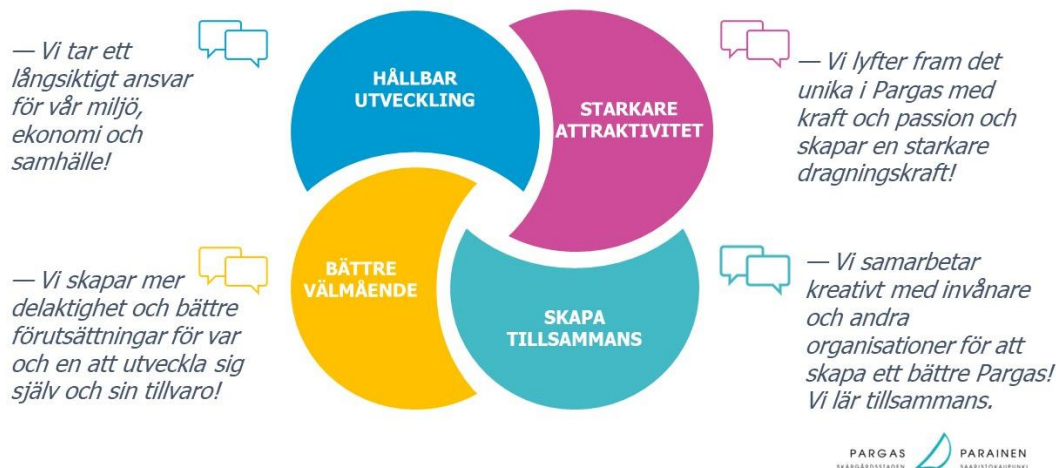 — Vi tar ett
långsiktigt ansvar
för vår miljö,
ekonomi och
samhälle!
HÅLLBAR
UTVECKLING
STARKARE
ATTRAKTIVITET
— Vi lyfter fram det
unika i Pargas med
kraft och passion och
skapar en starkare
dragningskraft!
— Vi skapar mer
delaktighet och bättre
förutsättningar för var
och en att utveckla sig
själv och sin tillvaro!
BÄTTRE
VÄLMÅENDE
SKAPA
TILLSAMMANS
— Vi samarbetar
kreativt med invånare
och andra
organisationer för att
skapa ett bättre Pargas!
Vi lär tillsammans.
PARGAS PARAINEN
SKÄRGÅRDSSTADEN SAARISTOKAUPUNKI